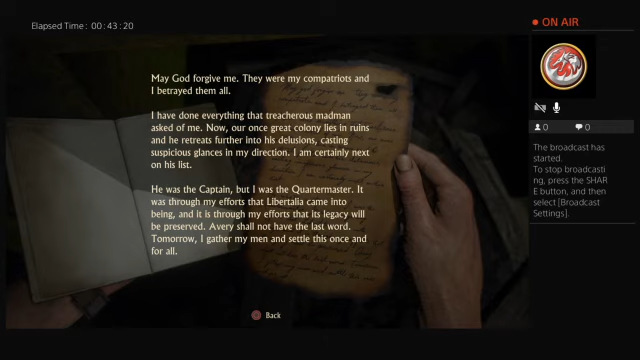 Elapsed Time: 00:43:20
ON AIR
May God forgive me. They were my compatriots and
I betrayed them all.
I have done everything that treacherous madman
asked of me. Now, our once great colony lies in ruins
and he retreats further into his delusions, casting
suspicious glances in my direction. I am certainly next
on his list.
He was the Captain, but I was the Quartermaster. It
was through my efforts that Libertalia came into
being, and it is through my efforts that its legacy will
be preserved. Avery shall not have the last word.
Tomorrow, I gather my men and settle this once and
for all.
Back
0
0
The broadcast has
started.
To stop broadcasti
ng, press the SHAR
E button, and then
select [Broadcast
Settings].